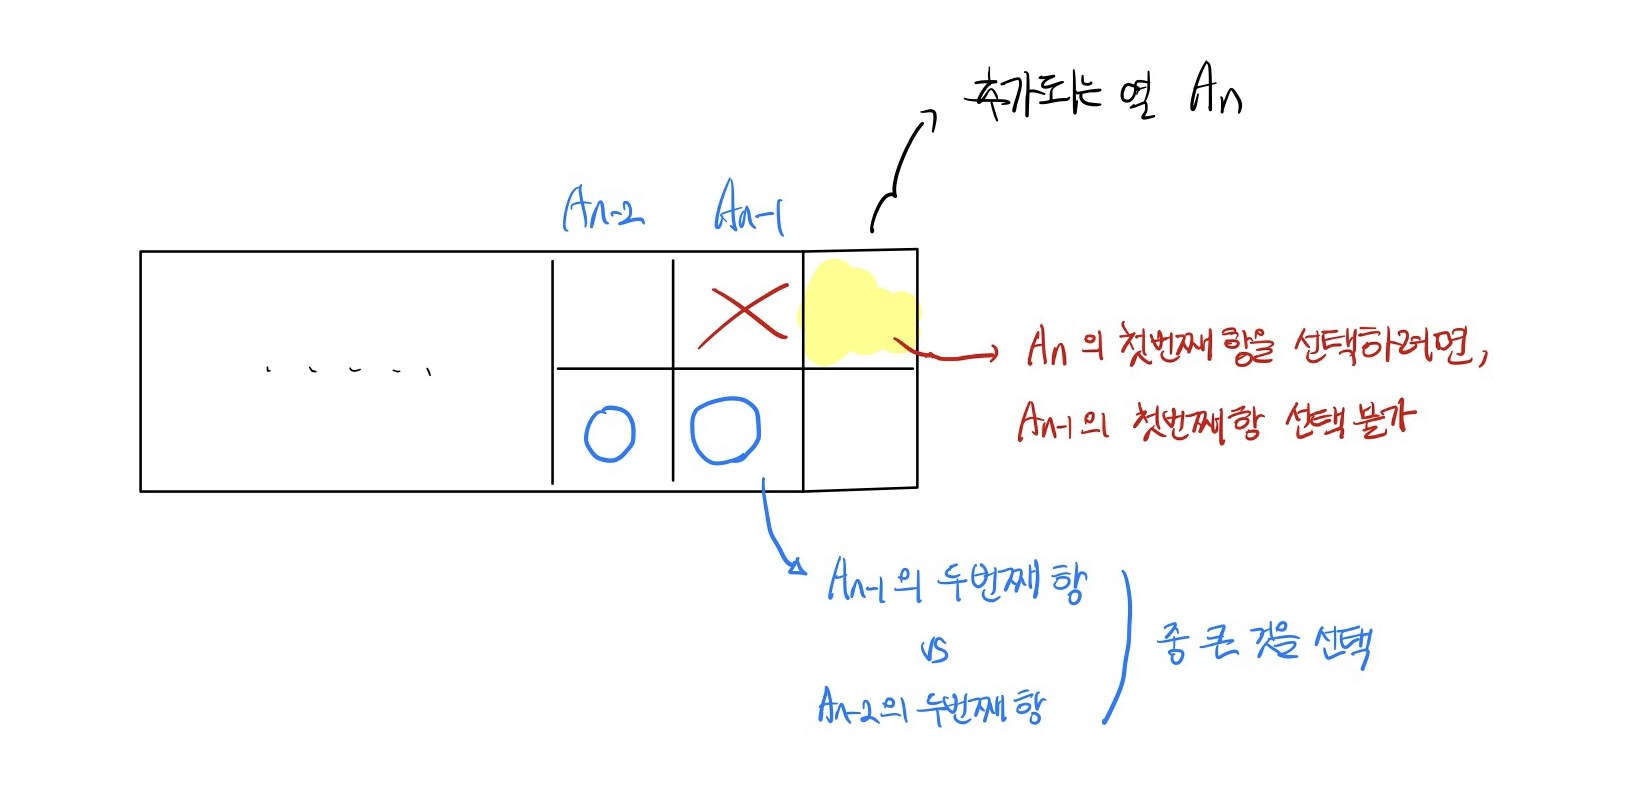 추가되는 열 An
An-2 An-1
An의 첫번째 항을 선택하려면,
An-1의 첫번째항 선택 불가
An-1의 두번째 항
vs
An-2의 두번째 항
중 큰 것을 선택